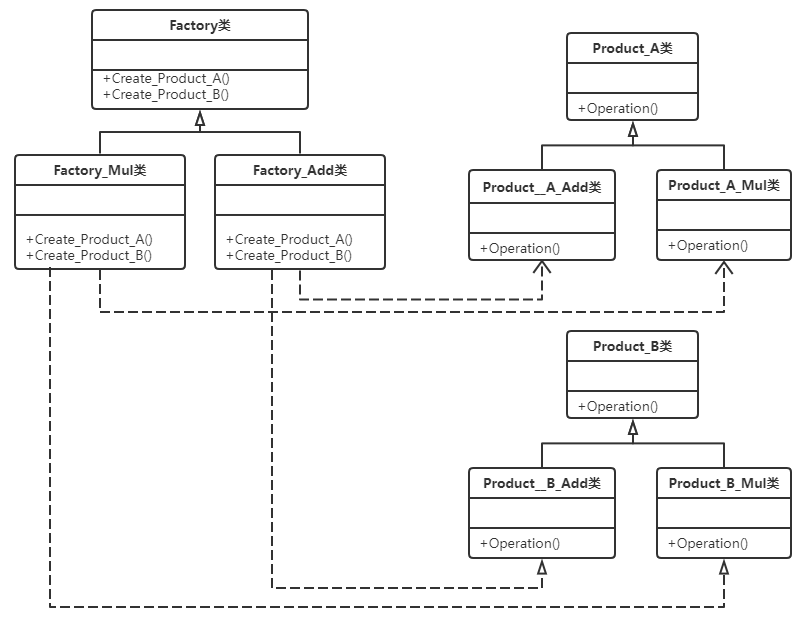 Factory类
+Create_Product_A()
+Create_Product_B()
Factory_Mul类
+Create_Product_A()
+Create_Product_B()
Factory_Add类
+Create_Product_A()
+Create_Product_B()
Product_A类
+Operation()
Product__A_Add类
+Operation()
Product_A_Mul类
+Operation()
Product_B类
+Operation()
Product__B_Add类
+Operation()
Product_B_Mul类
+Operation()